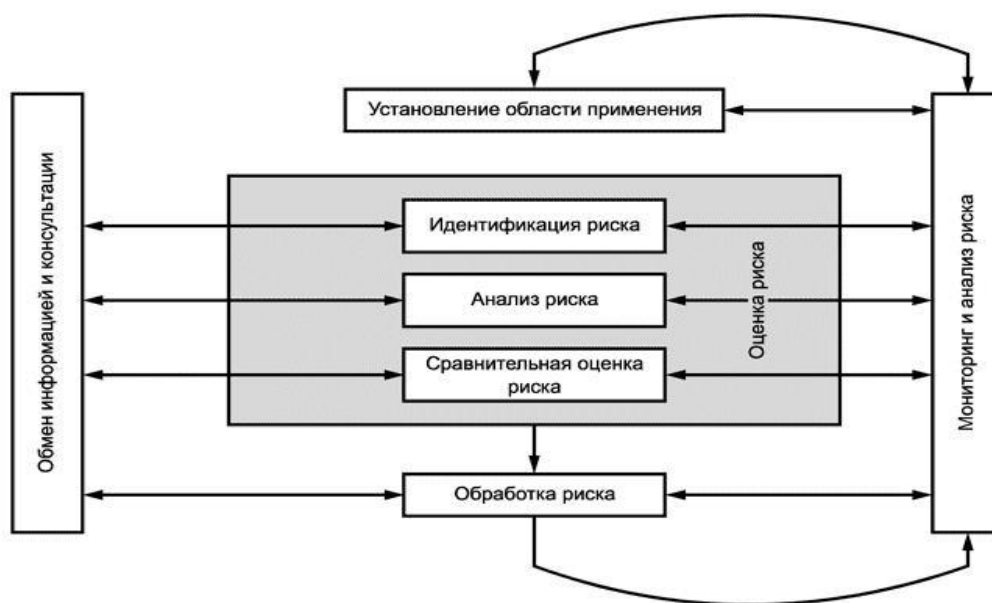 Установление области применения
Обмен информацией и консультации
Идентификация риска
Анализ риска
Сравнительная оценка
риска
Оценка риска
Мониторинг и анализ риска
Обработка риска